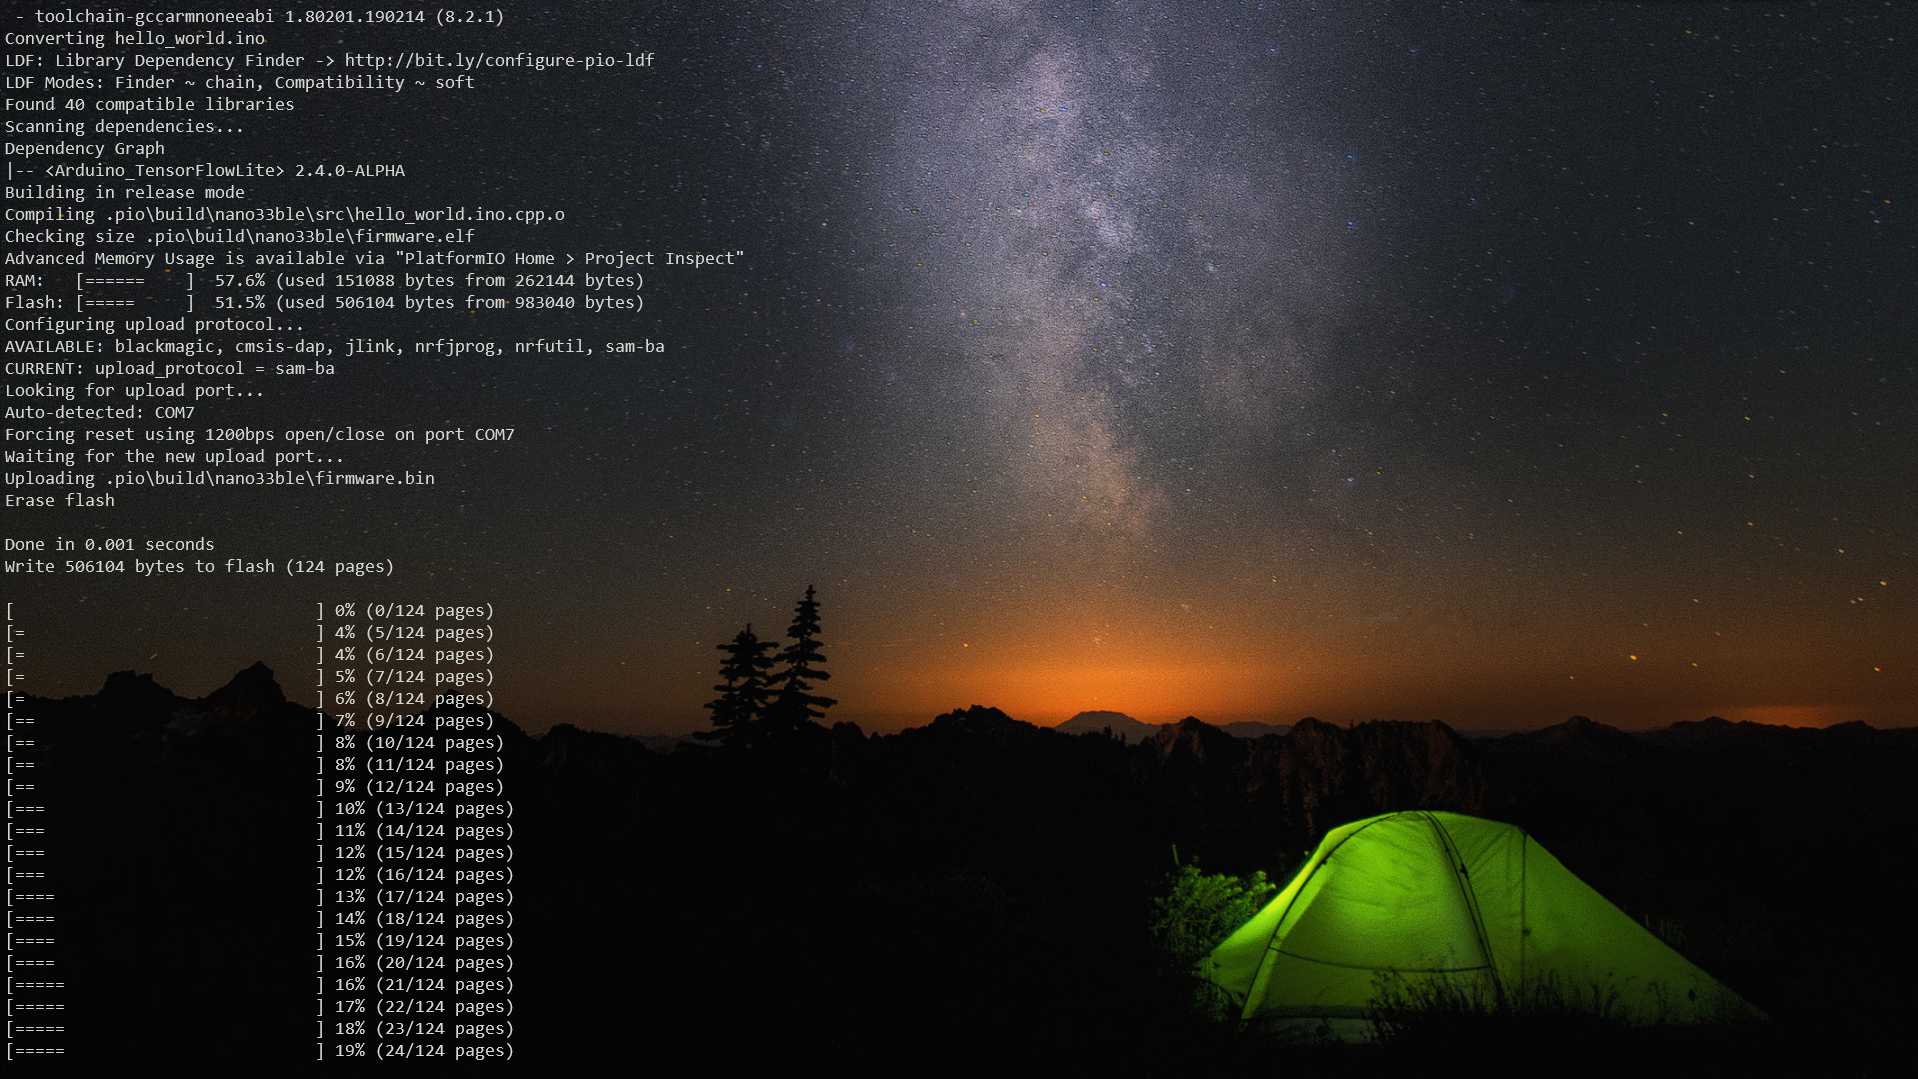 - toolchain-gccarmnoneeabi 1.80201.190214 (8.2.1)
Converting hello_world.ino
LDF: Library Dependency Finder -> http://bit.ly/configure-pio-ldf
LDF Modes: Finder ~ chain, Compatibility ~ soft
Found 40 compatible libraries
Scanning dependencies...
Dependency Graph
|-- <Arduino_TensorFlowLite> 2.4.0-ALPHA
Building in release mode
Compiling .pio\build\nano33ble\src\hello_world.ino.cpp.o
Checking size .pio\build\nano33ble\firmware.elf
Advanced Memory Usage is available via "PlatformIO Home > Project Inspect"
RAM:   [======    ]  57.6% (used 151088 bytes from 262144 bytes)
Flash: [=====     ]  51.5% (used 506104 bytes from 983040 bytes)
Configuring upload protocol...
AVAILABLE: blackmagic, cmsis-dap, jlink, nrfjprog, nrfutil, sam-ba
CURRENT: upload_protocol = sam-ba
Looking for upload port...
Auto-detected: COM7
Forcing reset using 1200bps open/close on port COM7
Waiting for the new upload port...
Uploading .pio\build\nano33ble\firmware.bin
Erase flash
Done in 0.001 seconds
Write 506104 bytes to flash (124 pages)
[                              ] 0% (0/124 pages)
[=                             ] 4% (5/124 pages)
[=                             ] 4% (6/124 pages)
[=                             ] 5% (7/124 pages)
[=                             ] 6% (8/124 pages)
[==                            ] 7% (9/124 pages)
[==                            ] 8% (10/124 pages)
[==                            ] 8% (11/124 pages)
[==                            ] 9% (12/124 pages)
[===                           ] 10% (13/124 pages)
[===                           ] 11% (14/124 pages)
[===                           ] 12% (15/124 pages)
[===                           ] 12% (16/124 pages)
[====                          ] 13% (17/124 pages)
[====                          ] 14% (18/124 pages)
[====                          ] 15% (19/124 pages)
[====                          ] 16% (20/124 pages)
[=====                         ] 16% (21/124 pages)
[=====                         ] 17% (22/124 pages)
[=====                         ] 18% (23/124 pages)
[=====                         ] 19% (24/124 pages)